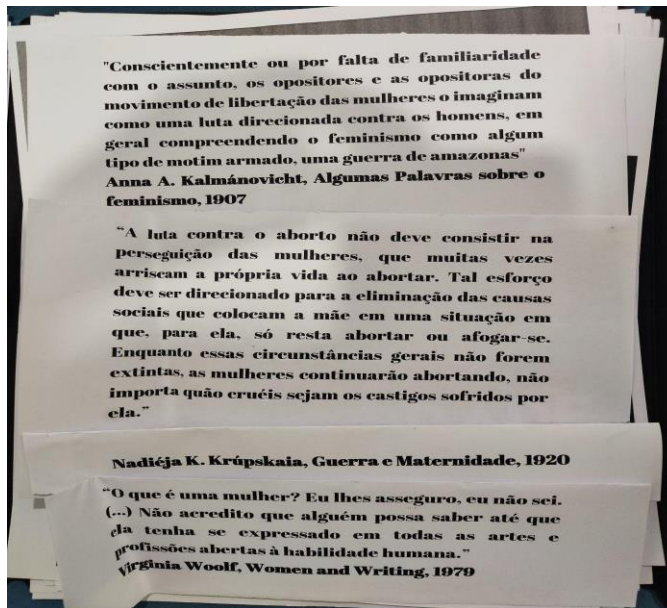 "Conscientemente ou por falta de familiaridade
com o assunto, os opositores e as opositoras do
movimento de libertação das mulheres o imaginam
como uma luta direcionada contra os homens, em
geral compreendendo o feminismo como algum
tipo de motim armado, uma guerra de amazonas"
Anna A. Kalmánovicht, Algumas Palavras sobre o
feminismo, 1907
“A luta contra o aborto não deve consistir na
perseguição das mulheres, que muitas vezes
arriscam a própria vida ao abortar. Tal esforço
deve ser direcionado para a eliminação das causas
sociais que colocam a mãe em uma situação em
que, para ela, só resta abortar ou afogar-se.
Enquanto essas circunstâncias gerais não forem
extintas, as mulheres continuarão abortando, não
importa quão cruéis sejam os castigos sofridos por
ela.”
Nadiéja K. Krúpskaia, Guerra e Maternidade, 1920
“O que é uma mulher? Eu lhes asseguro, eu não sei.
(...) Não acredito que alguém possa saber até que
ela tenha se expressado em todas as artes e
profissões abertas à habilidade humana.”
Virginia Woolf, Women and Writing, 1979